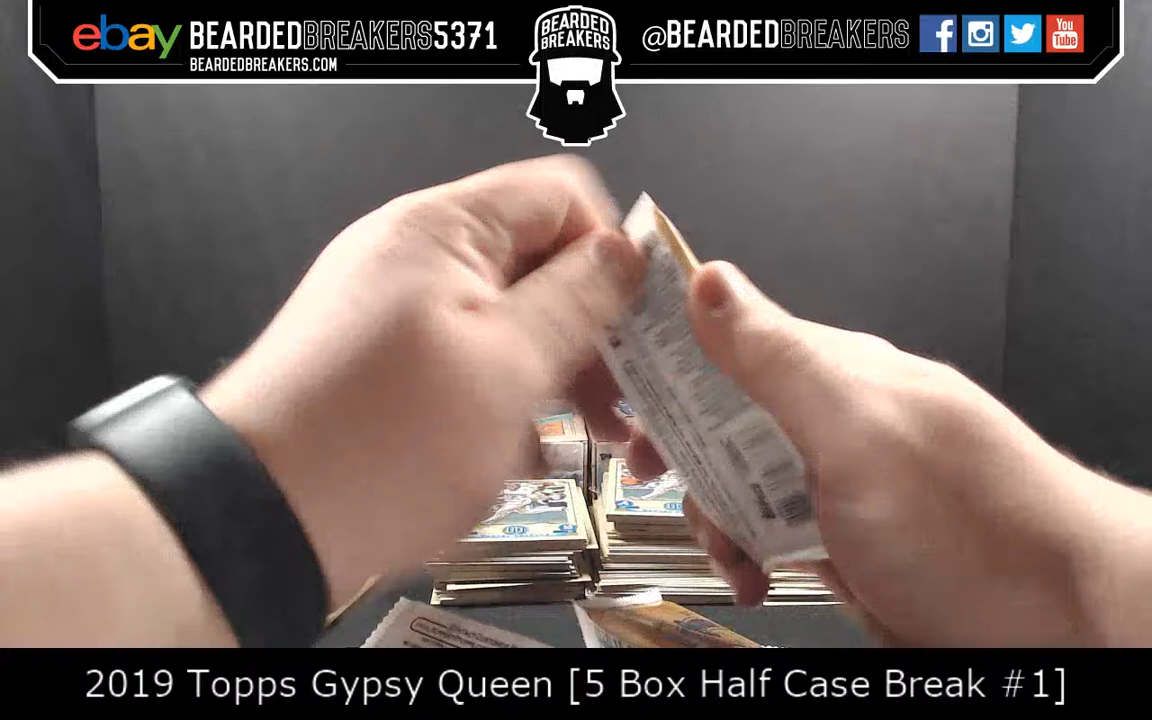 ebay BEARDEDBREAKERS5371
BEARDEDBREAKERS.COM
BEARDED
BREAKERS
@BEARDEDBREAKERS
You
Tube
2019 Topps Gypsy Queen [5 Box Half Case Break #1]